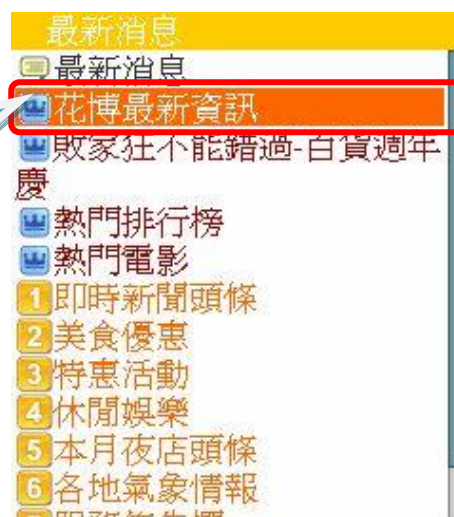 最新消息
最新消息
花博最新資訊
敗家狂不能錯過-百貨週年
慶
熱門排行榜
熱門電影
1即時新聞頭條
2美食優惠
3特惠活動
4休閒娛樂
5本月夜店頭條
6各地氣象情報